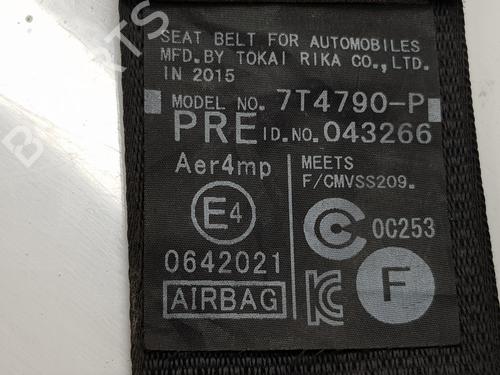 SEAT BELT FOR AUTOMOBILES
MFD. BY TOKAI RIKA CO., LTD.
IN 2015
MODEL NO. 7T4790-P
PRE ID.NO. 043266
Aer4mp
E4
0642021
AIRBAG
MEETS
F/CMVSS209.
0C253
F